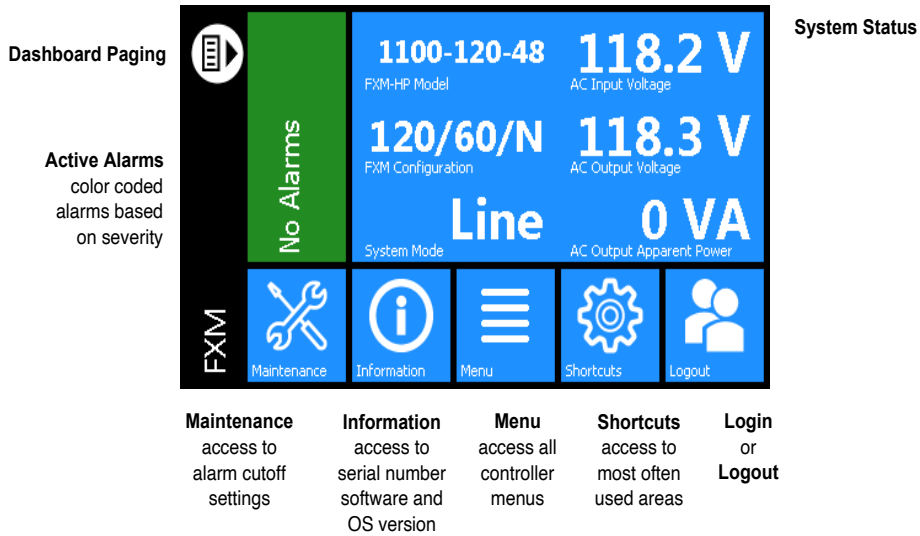 System Status
Dashboard Paging
1100-120-48
FXM-HP Model
118.2 V
AC Input Voltage
Active Alarms
color coded
alarms based
on severity
No Alarms
120/60/N
FXM Configuration
118.3 V
AC Output Voltage
Line
System Mode
0 VA
AC Output Apparent Power
FXM
Maintenance
Information
Menu
Shortcuts
Logout
Maintenance
access to
alarm cutoff
settings
Information
access to
serial number
software and
OS version
Menu
access all
controller
menus
Shortcuts
access to
most often
used areas
Login
or
Logout